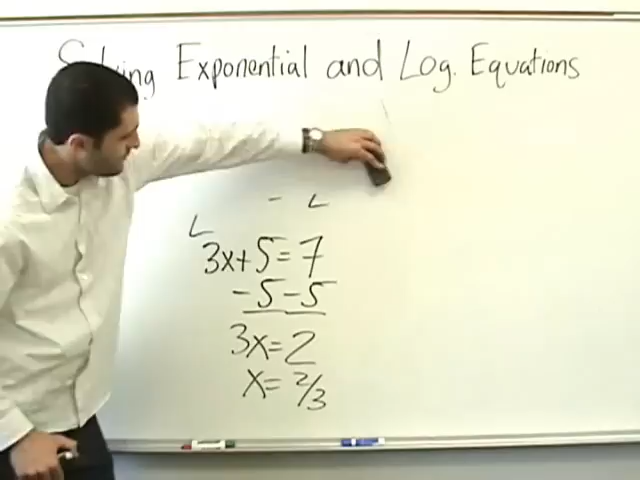 Solving Exponential and Log. Equations
3x+5=7
-5-5
3x=2
x=2/3